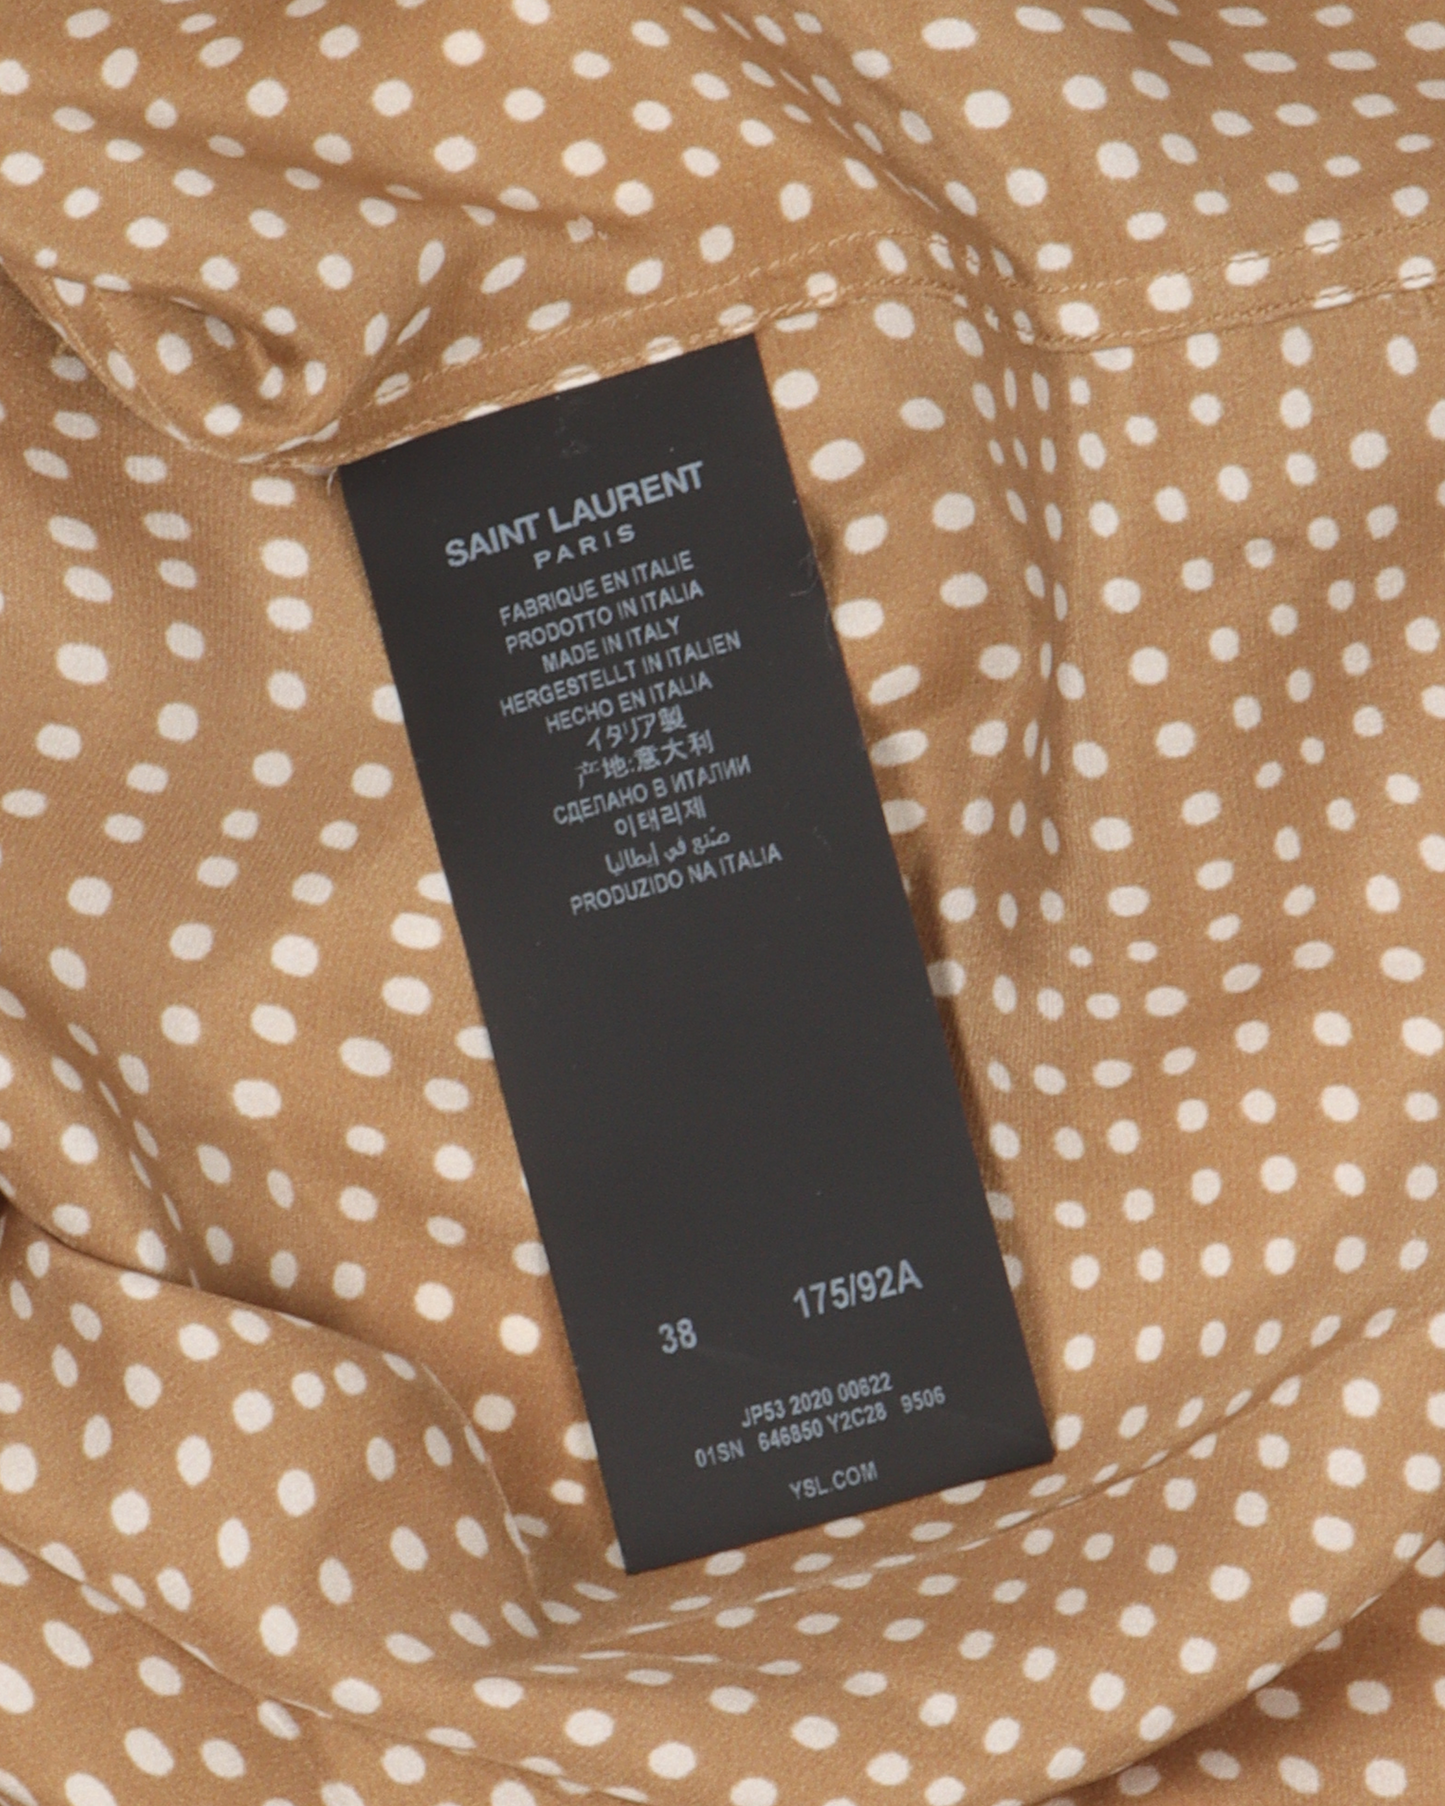 SAINT LAURENT
PARIS
FABRIQUE EN ITALIE
PRODOTTO IN ITALIA
MADE IN ITALY
HERGESTELLT IN ITALIEN
HECHO EN ITALIA
イタリア製
产地:意大利
СДЕЛАНО В ИТАЛИИ
이태리제
صنع في إيطاليا
PRODUZIDO NA ITALIA
38 175/92A
JP53 2020 00622
01SN 646850 Y2C28 9506
YSL.COM